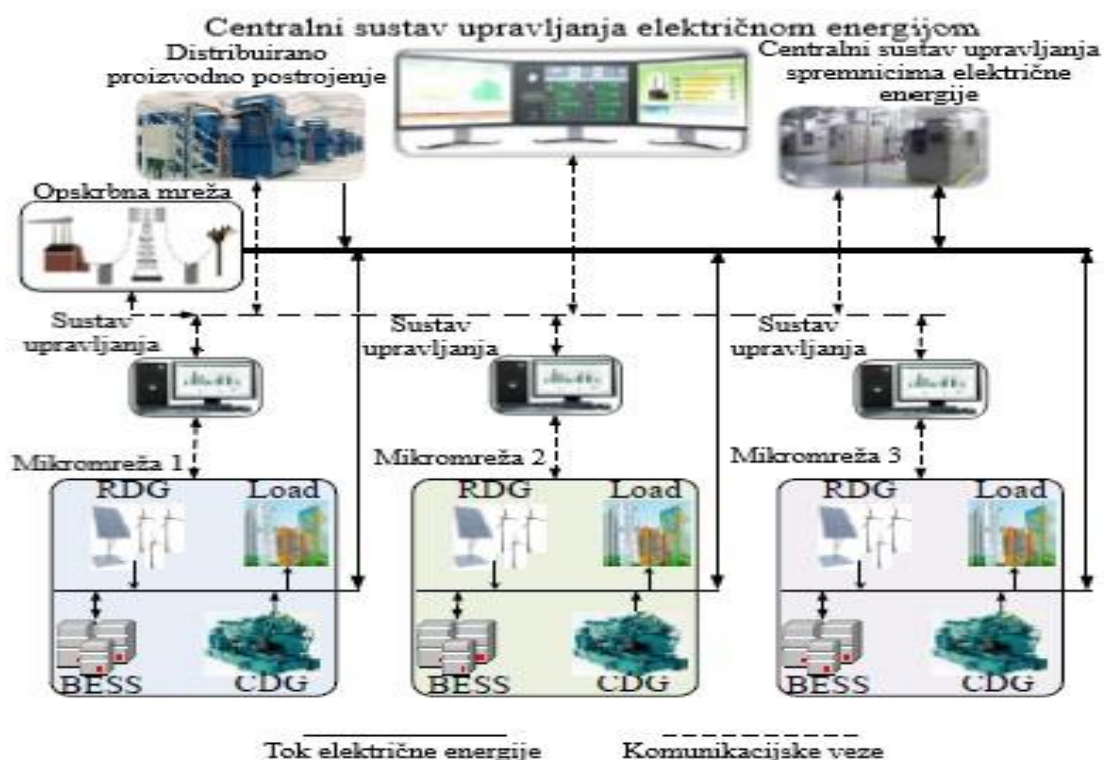 Centralni sustav upravljanja električnom energijom
Distribuirano
proizvodno postrojenje
Centralni sustav upravljanja
spremnicima električne
energije
Opskrbna mreža
Sustav
upravljanja
Sustav
upravljanja
Sustav
upravljanja
Mikromreža 1
Mikromreža 2
Mikromreža 3
RDG
Load
RDG
Load
RDG
Load
BESS
CDG
BESS
CDG
BESS
CDG
Tok električne energije
Komunikacijske veze